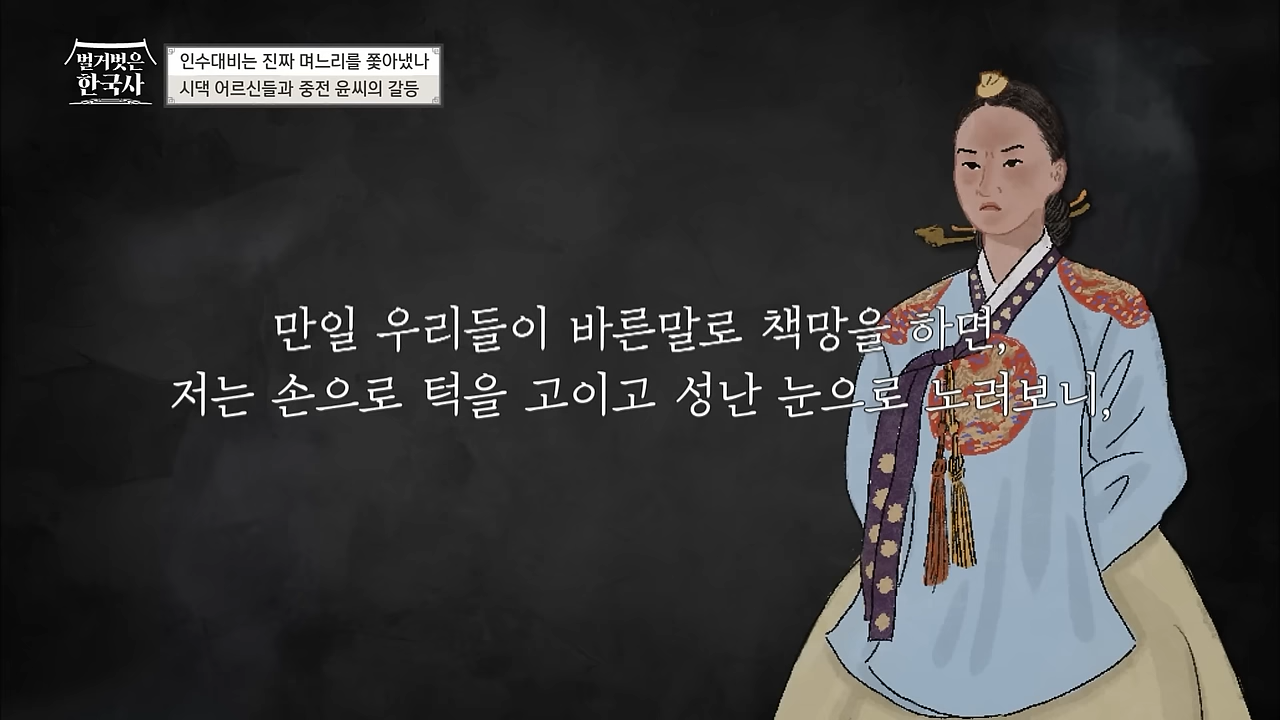 벌거벗은
한국사
인수대비는 진짜 며느리를 쫓아냈나
시댁 어르신들과 중전 윤씨의 갈등
만일 우리들이 바른말로 책망을 하면,
저는 손으로 턱을 고이고 성난 눈으로 노려보니,